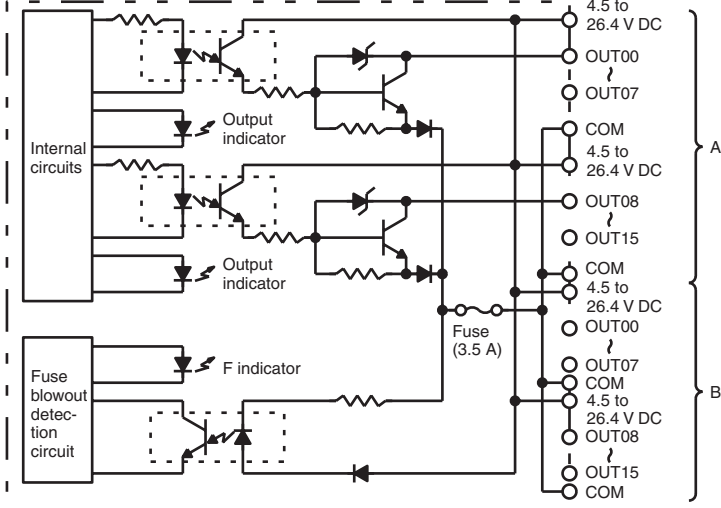 4.5 to
26.4 V DC
OUT00
~
OUT07
COM
4.5 to
26.4 V DC
OUT08
~
OUT15
COM
4.5 to
26.4 V DC
OUT00
~
OUT07
COM
4.5 to
26.4 V DC
OUT08
~
OUT15
COM
A
B
Internal
circuits
Output
indicator
Output
indicator
Fuse
(3.5 A)
Fuse
blowout
detec-
tion
circuit
F indicator